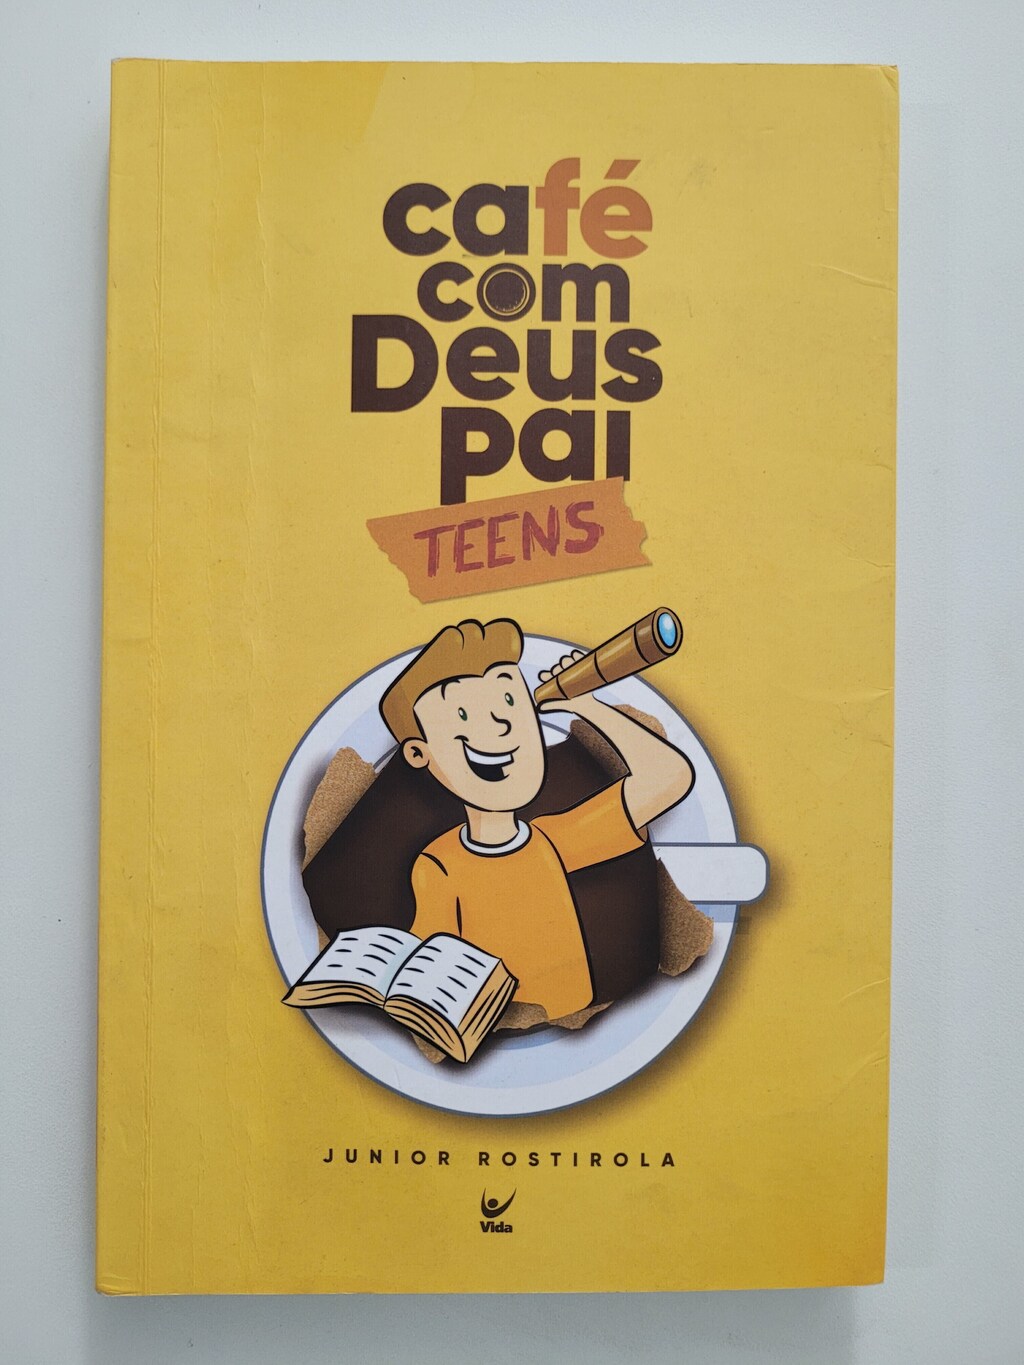 café
com
Deus
pai
TEENS
JUNIOR ROSTIROLA
Vida